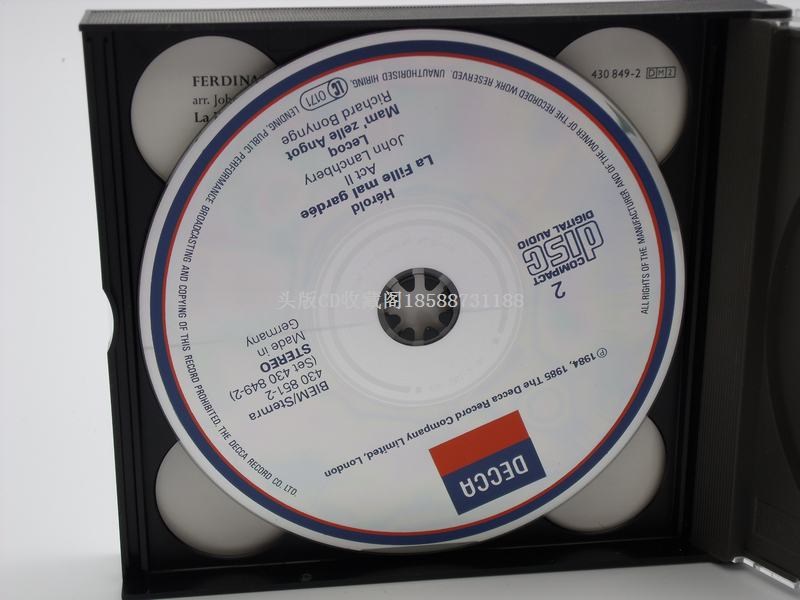 FERDINA
arr. Joh
La
430 849-2 DM2
DECCA
ALL RIGHTS OF THE MANUFACTURER AND OF THE OWNER OF THE RECORDED WORK RESERVED. UNAUTHORISED HIRING, LENDING, PUBLIC PERFORMANCE BROADCASTING AND COPYING OF THIS RECORD PROHIBITED. THE DECCA RECORD CO. LTD.
LC 0171
℗ 1984, 1985 The Decca Record Company Limited, London
BIEM/Stemra
430 851-2
(Set 430 849-2)
STEREO
Made in
Germany
2
COMPACT
disc
DIGITAL AUDIO
Hérold
La Fille mal gardée
Act II
John Lanchbery
Lecoq
Mam' zelle Angot
Richard Bonynge
头版CD收藏阁18588731188